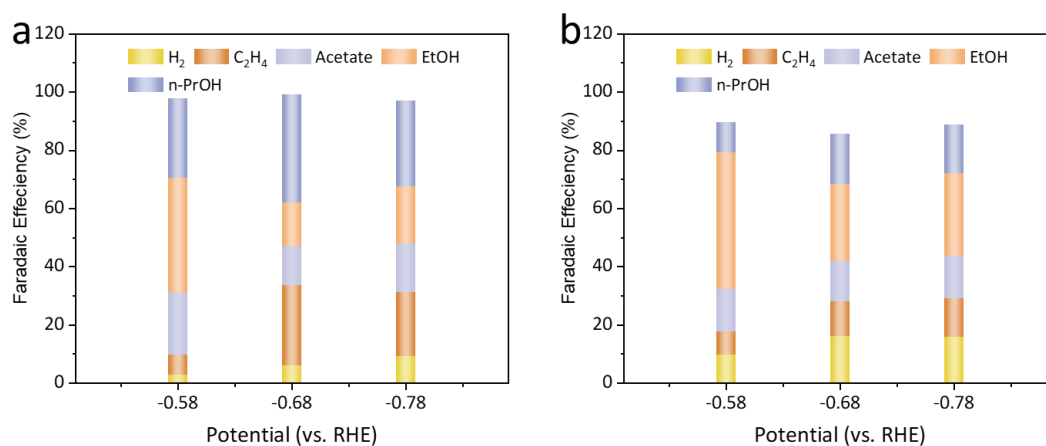 a
120
100
80
60
40
20
0
Faradaic Effeciency (%)
H₂ C₂H₄ Acetate EtOH
n-PrOH
-0.58 -0.68 -0.78
Potential (vs. RHE)
b
120
100
80
60
40
20
0
Faradaic Effeciency (%)
H₂ C₂H₄ Acetate EtOH
n-PrOH
-0.58 -0.68 -0.78
Potential (vs. RHE)